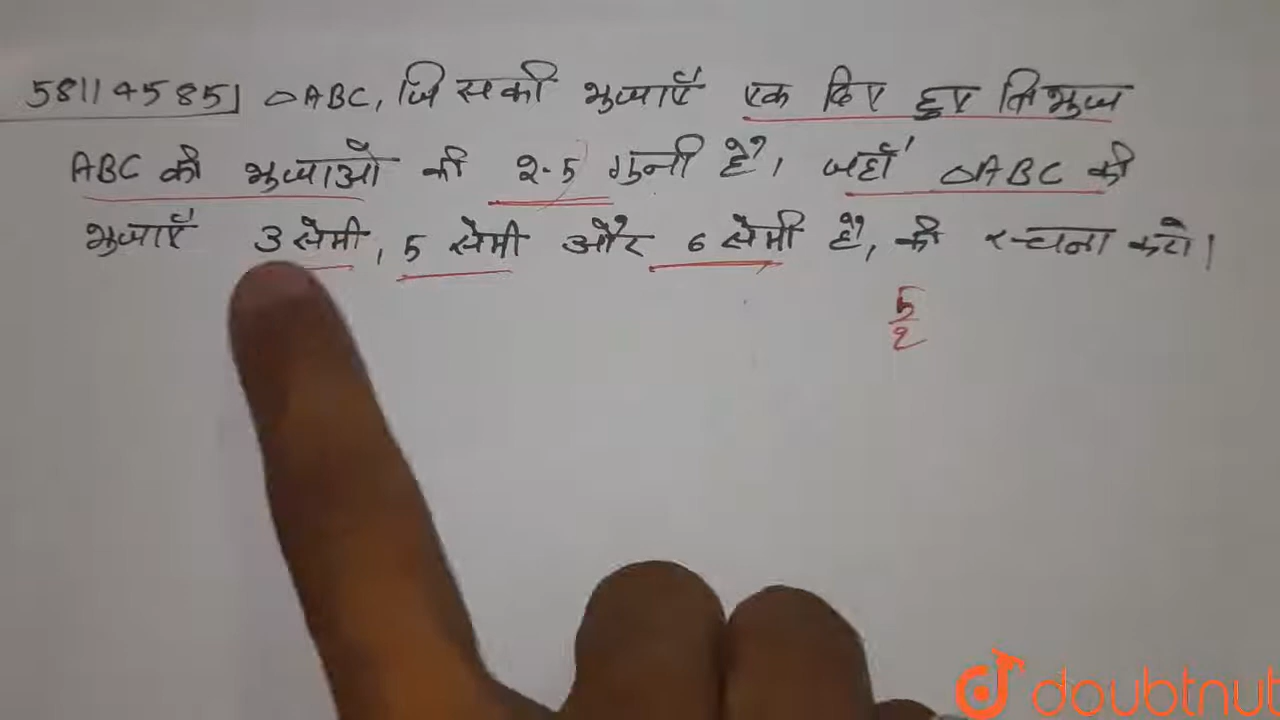 58114585] △ABC, जिसकी भुजाएँ एक दिए हुए त्रिभुज
ABC की भुजाओं की 2.5 गुनी है, जहाँ △ABC की
भुजाएँ 3 सेमी, 5 सेमी और 6 सेमी है, की रचना करो।
5/2
doubtnut